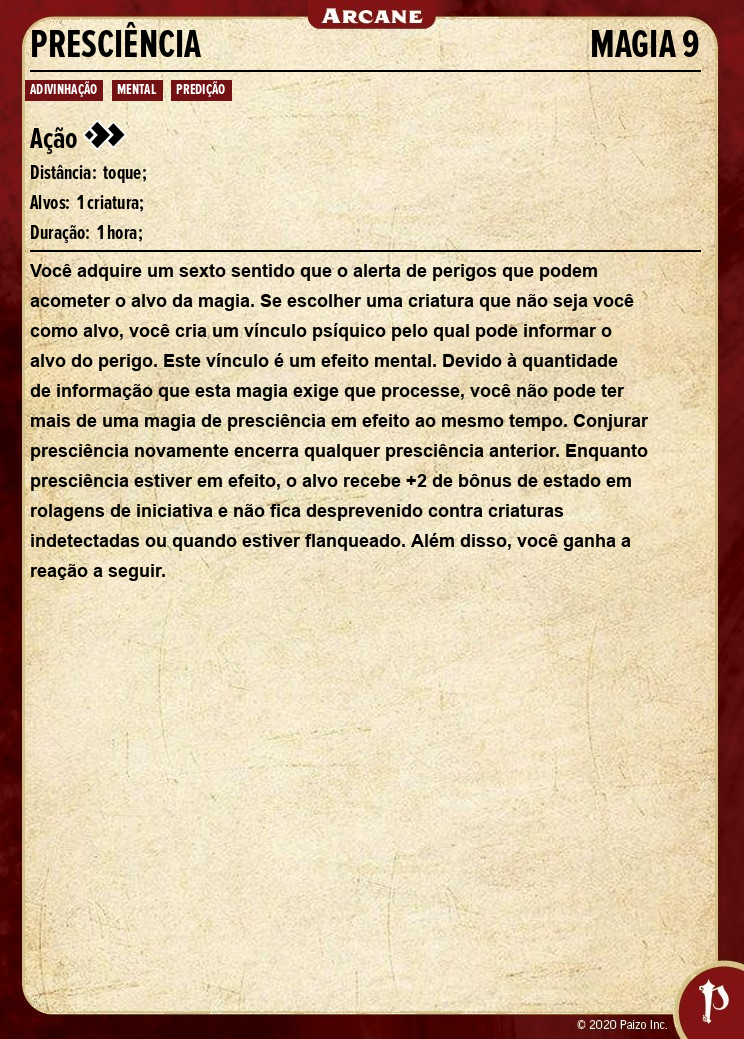 ARCANE
PRESCIÊNCIA MAGIA 9
ADIVINHAÇÃO MENTAL PREDIÇÃO
Ação
Distância: toque;
Alvos: 1 criatura;
Duração: 1 hora;
Você adquire um sexto sentido que o alerta de perigos que podem
acometer o alvo da magia. Se escolher uma criatura que não seja você
como alvo, você cria um vínculo psíquico pelo qual pode informar o
alvo do perigo. Este vínculo é um efeito mental. Devido à quantidade
de informação que esta magia exige que processe, você não pode ter
mais de uma magia de presciência em efeito ao mesmo tempo. Conjurar
presciência novamente encerra qualquer presciência anterior. Enquanto
presciência estiver em efeito, o alvo recebe +2 de bônus de estado em
rolagens de iniciativa e não fica desprevenido contra criaturas
indetectadas ou quando estiver flanqueado. Além disso, você ganha a
reação a seguir.
© 2020 Paizo Inc.
P